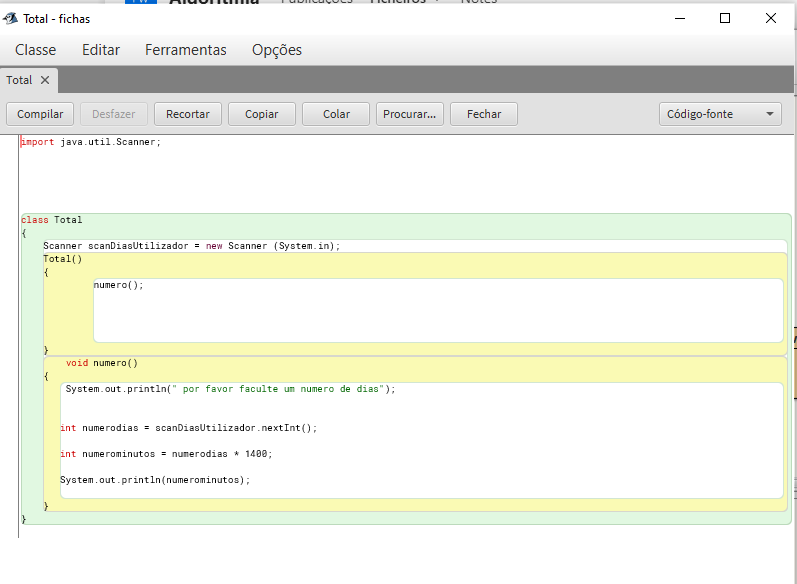 Algoritmia Publicações Ficheiros Notes
Total - fichas
Classe Editar Ferramentas Opções
Total
Compilar Desfazer Recortar Copiar Colar Procurar... Fechar Código-fonte
import java.util.Scanner;
class Total
{
Scanner scanDiasUtilizador = new Scanner (System.in);
Total()
{
numero();
}
void numero()
{
System.out.println(" por favor faculte um numero de dias");
int numerodias = scanDiasUtilizador.nextInt();
int numerominutos = numerodias * 1400;
System.out.println(numerominutos);
}
}